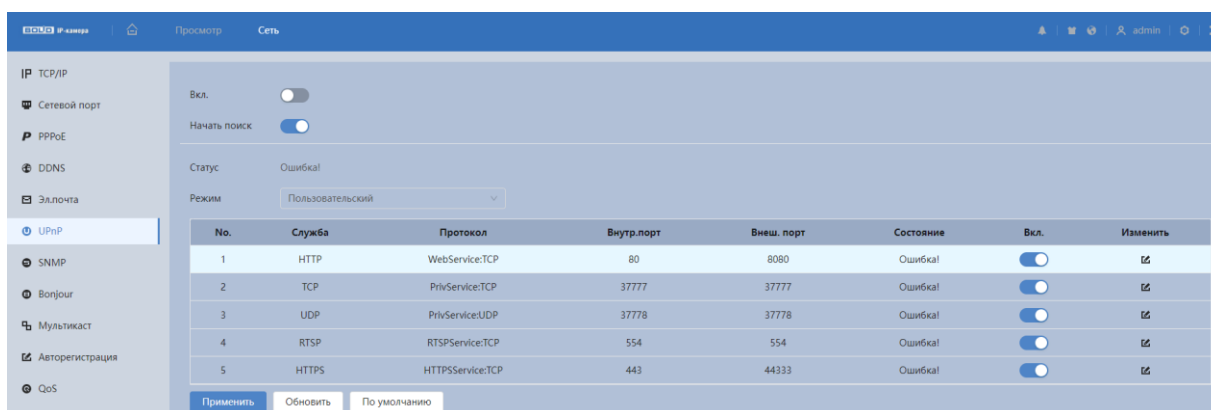 BOLID IP-камера Просмотр Сеть admin
IP TCP/IP
Сетевой порт
PPPoE
DDNS
Эл.почта
UPnP
SNMP
Bonjour
Мультикаст
Авторегистрация
QoS
Вкл.
Начать поиск
Статус Ошибка!
Режим Пользовательский
No. Служба Протокол Внутр.порт Внеш. порт Состояние Вкл. Изменить
1 HTTP WebService:TCP 80 8080 Ошибка!
2 TCP PrivService:TCP 37777 37777 Ошибка!
3 UDP PrivService:UDP 37778 37778 Ошибка!
4 RTSP RTSPService:TCP 554 554 Ошибка!
5 HTTPS HTTPSService:TCP 443 44333 Ошибка!
Применить Обновить По умолчанию